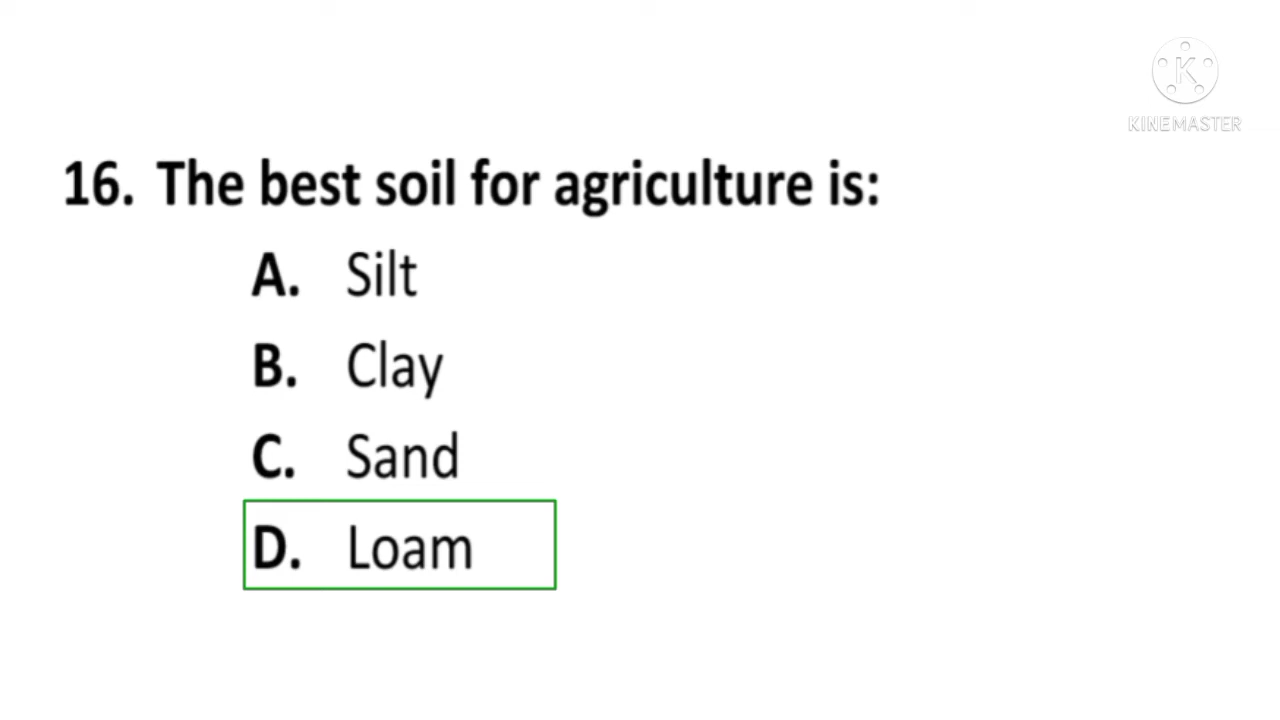 K
KINEMASTER
16. The best soil for agriculture is:
A. Silt
B. Clay
C. Sand
D. Loam